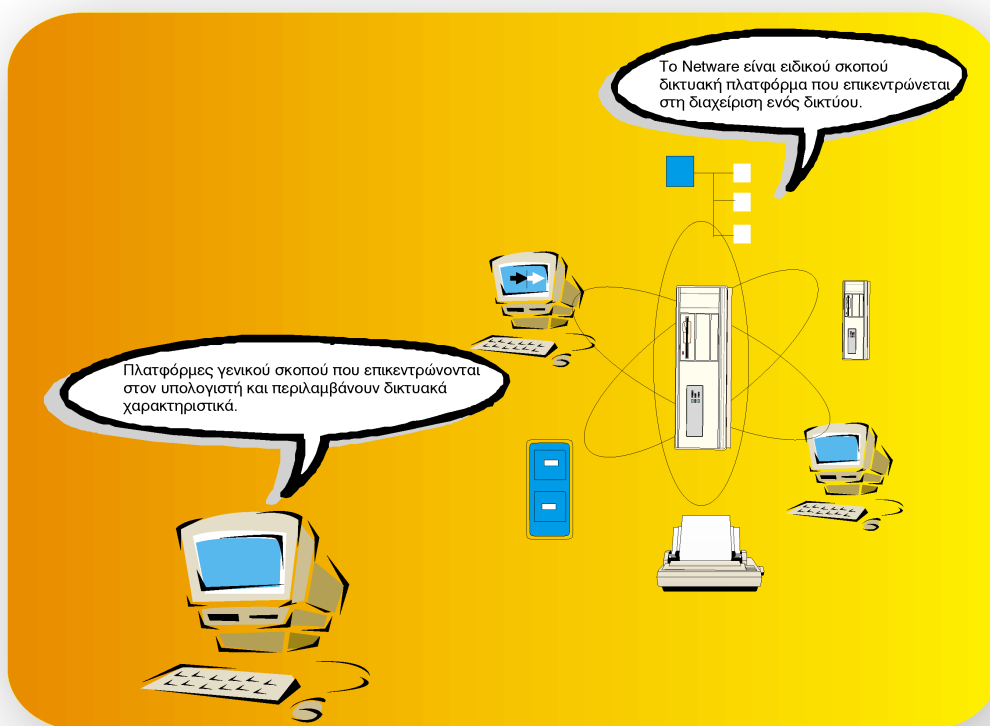 Το Netware είναι ειδικού σκοπού
δικτυακή πλατφόρμα που επικεντρώνεται
στη διαχείριση ενός δικτύου.
Πλατφόρμες γενικού σκοπού που επικεντρώνονται
στον υπολογιστή και περιλαμβάνουν δικτυακά
χαρακτηριστικά.